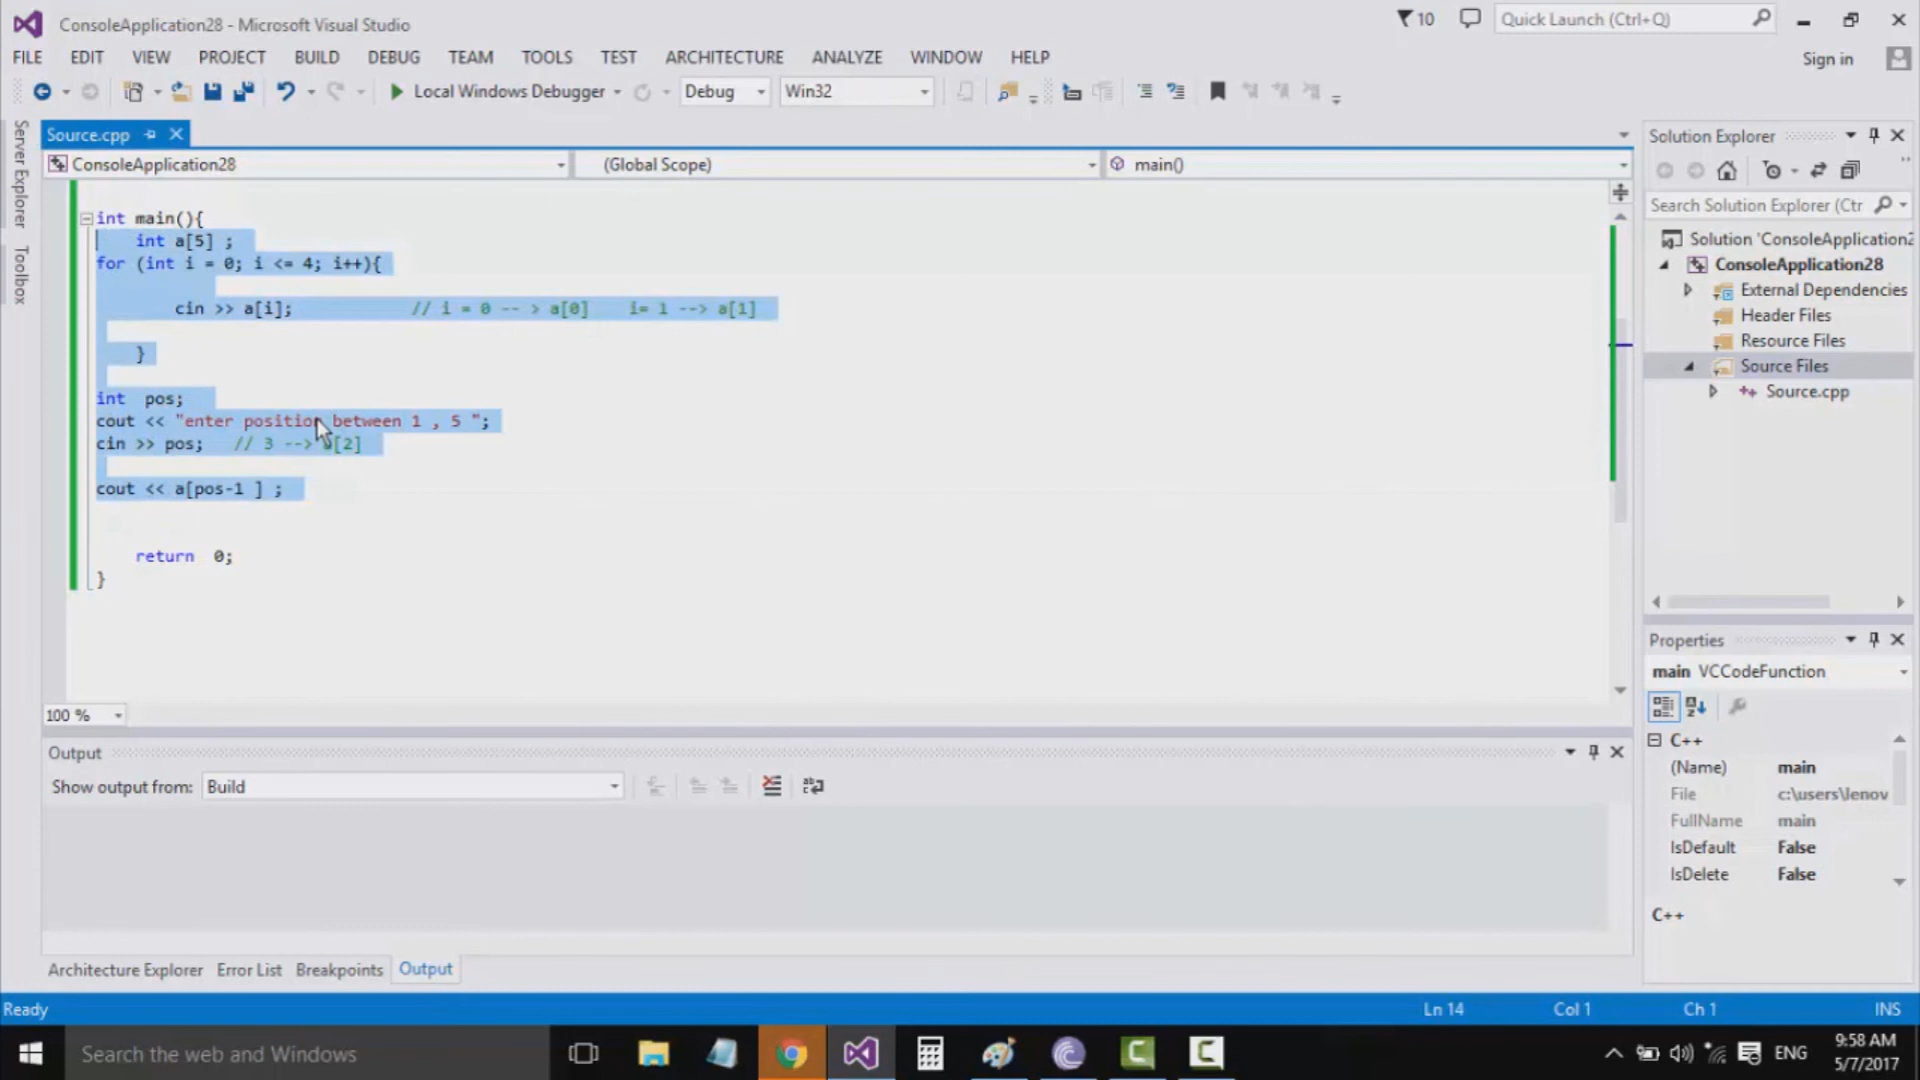 ConsoleApplication28 - Microsoft Visual Studio
10
Quick Launch (Ctrl+Q)
FILE EDIT VIEW PROJECT BUILD DEBUG TEAM TOOLS TEST ARCHITECTURE ANALYZE WINDOW HELP
Sign in
Local Windows Debugger Debug Win32
Server Explorer
Toolbox
Source.cpp
ConsoleApplication28 (Global Scope) main()
int main(){
int a[5] ;
for (int i = 0; i <= 4; i++){
cin >> a[i]; // i = 0 -- > a[0] i= 1 --> a[1]
}
int pos;
cout << "enter position between 1 , 5 ";
cin >> pos; // 3 --> a[2]
cout << a[pos-1 ] ;
return 0;
}
100 %
Solution Explorer
Search Solution Explorer (Ctr
Solution 'ConsoleApplication2
ConsoleApplication28
External Dependencies
Header Files
Resource Files
Source Files
Source.cpp
Properties
main VCCodeFunction
C++
(Name) main
File c:\users\lenov
FullName main
IsDefault False
IsDelete False
C++
Output
Show output from: Build
Architecture Explorer Error List Breakpoints Output
Ready Ln 14 Col 1 Ch 1 INS
Search the web and Windows
ENG
9:58 AM
5/7/2017